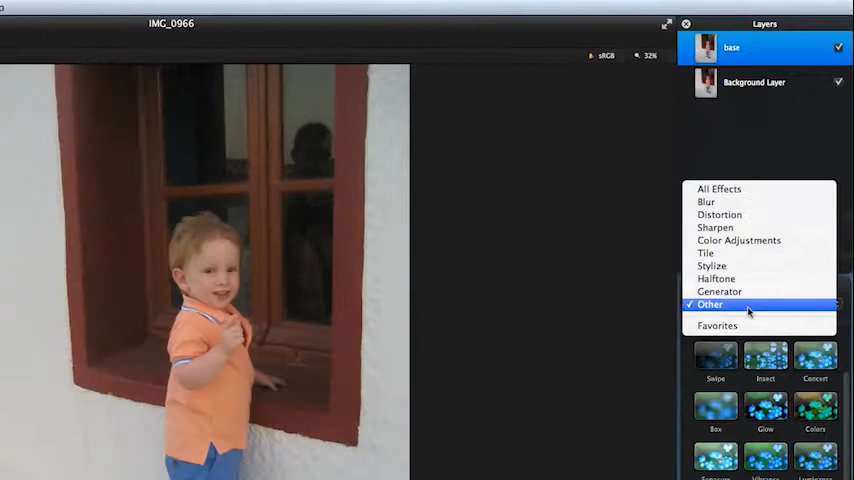 IMG_0966
Layers
sRGB
32%
base
Background Layer
All Effects
Blur
Distortion
Sharpen
Color Adjustments
Tile
Stylize
Halftone
Generator
Other
Favorites
Swipe Insect Concert
Box Glow Colors